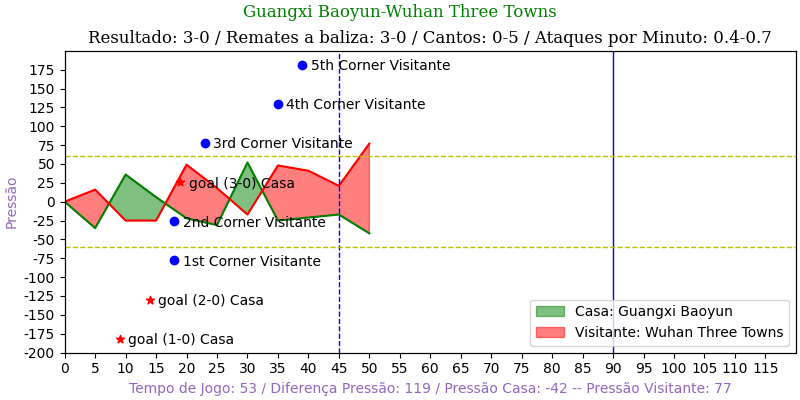 Guangxi Baoyun-Wuhan Three Towns
Resultado: 3-0 / Remates a baliza: 3-0 / Cantos: 0-5 / Ataques por Minuto: 0.4-0.7
Pressão
175
150
125
100
75
50
25
0
-25
-50
-75
-100
-125
-150
-175
-200
5th Corner Visitante
4th Corner Visitante
3rd Corner Visitante
goal (3-0) Casa
2nd Corner Visitante
1st Corner Visitante
goal (2-0) Casa
goal (1-0) Casa
Casa: Guangxi Baoyun
Visitante: Wuhan Three Towns
0 5 10 15 20 25 30 35 40 45 50 55 60 65 70 75 80 85 90 95 100 105 110 115
Tempo de Jogo: 53 / Diferença Pressão: 119 / Pressão Casa: -42 -- Pressão Visitante: 77